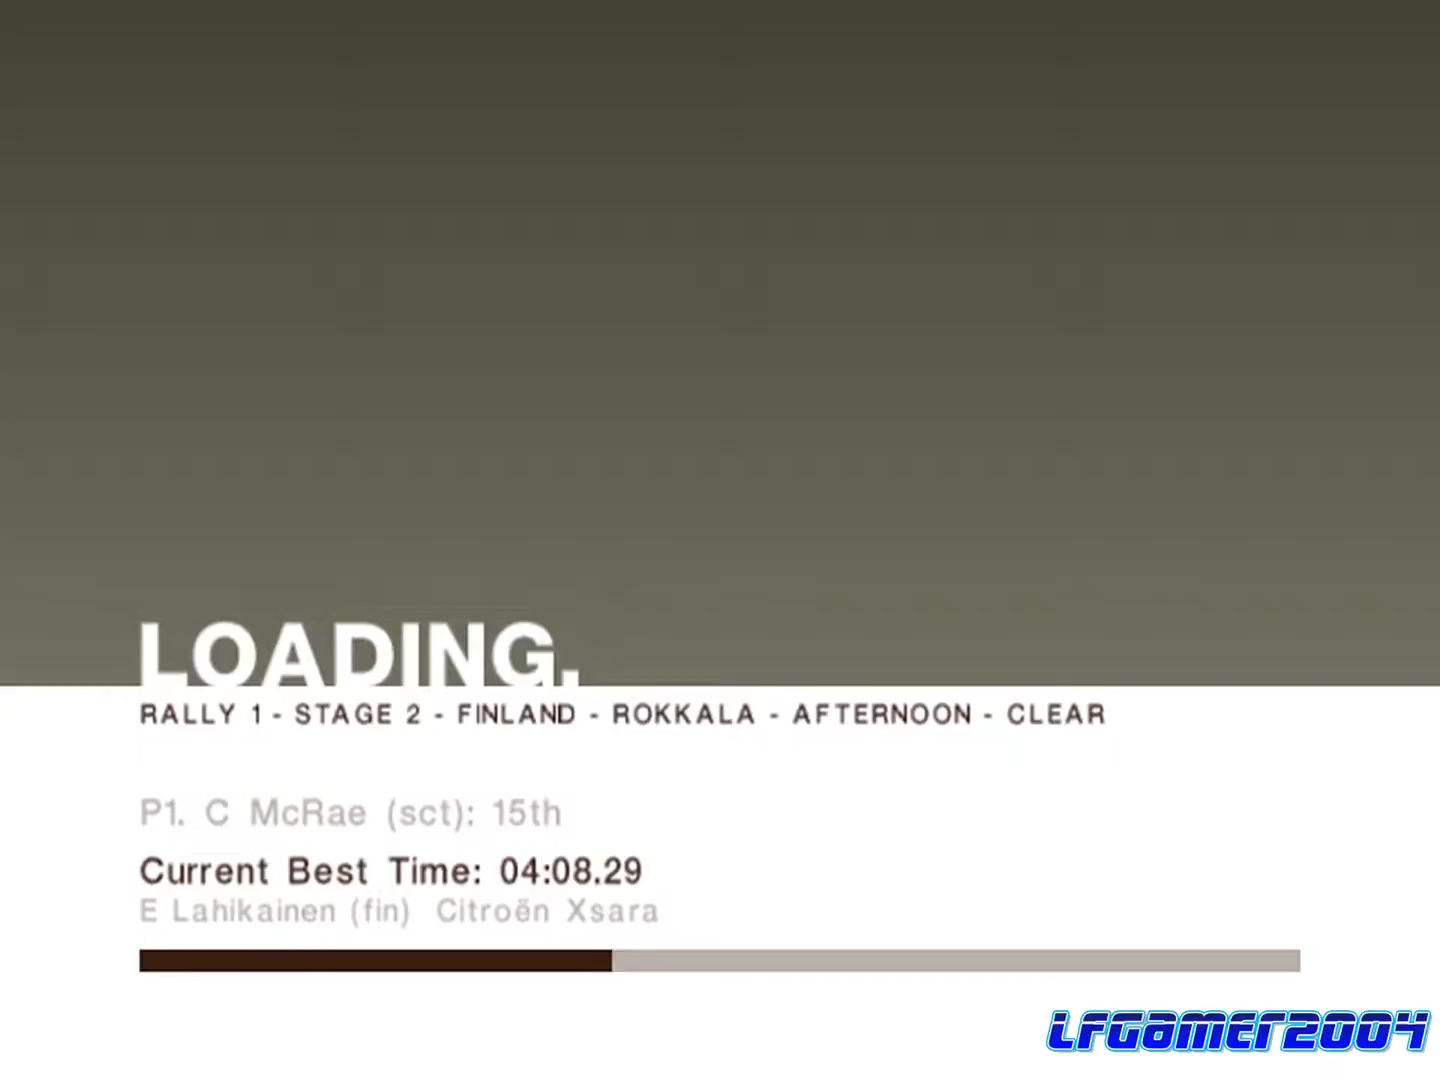 LOADING.
RALLY 1 - STAGE 2 - FINLAND - ROKKALA - AFTERNOON - CLEAR
P1. C McRae (sct): 15th
Current Best Time: 04:08.29
E Lahikainen (fin) Citroën Xsara
LFGamer2004